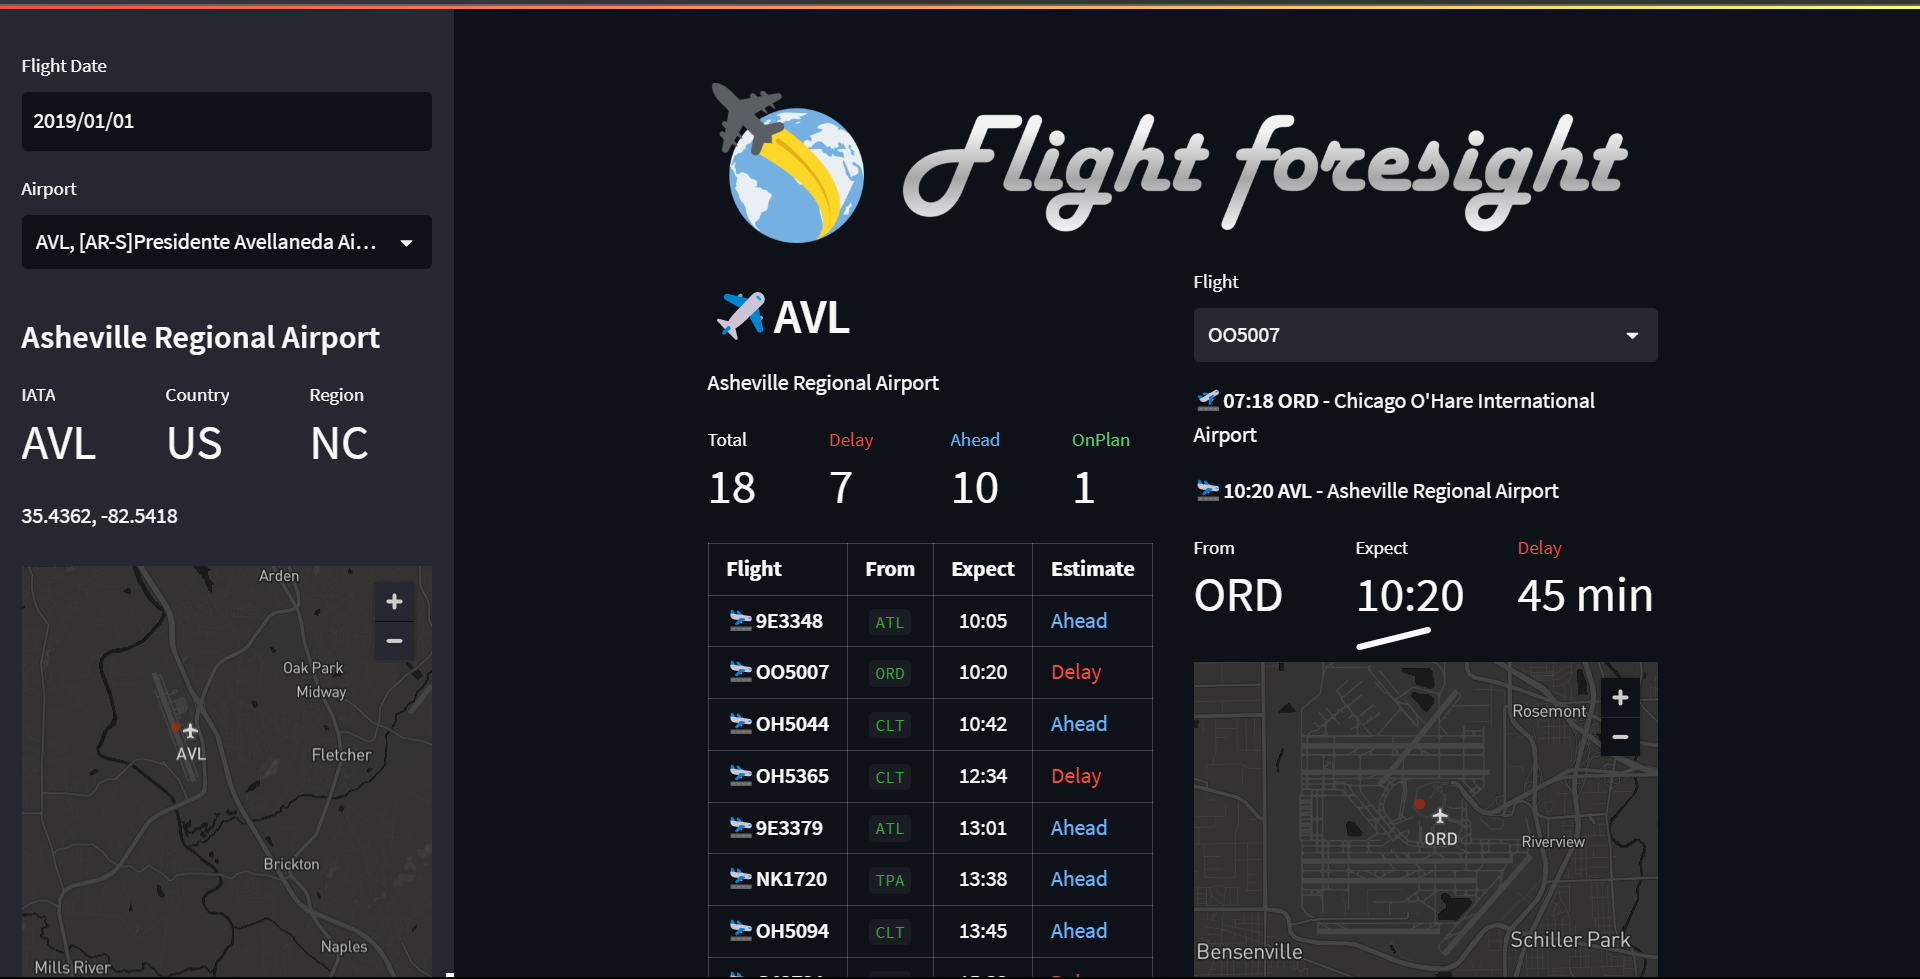 Flight Date
2019/01/01
Airport
AVL, [AR-S]Presidente Avellaneda Ai...
Asheville Regional Airport
IATA Country Region
AVL US NC
35.4362, -82.5418
Arden
Oak Park
Midway
AVL
Fletcher
Brickton
Naples
Mills River
Flight foresight
AVL
Asheville Regional Airport
Total Delay Ahead OnPlan
18 7 10 1
Flight From Expect Estimate
9E3348 ATL 10:05 Ahead
OO5007 ORD 10:20 Delay
OH5044 CLT 10:42 Ahead
OH5365 CLT 12:34 Delay
9E3379 ATL 13:01 Ahead
NK1720 TPA 13:38 Ahead
OH5094 CLT 13:45 Ahead
Flight
OO5007
07:18 ORD - Chicago O'Hare International
Airport
10:20 AVL - Asheville Regional Airport
From Expect Delay
ORD 10:20 45 min
Rosemont
ORD
Riverview
Schiller Park
Bensenville